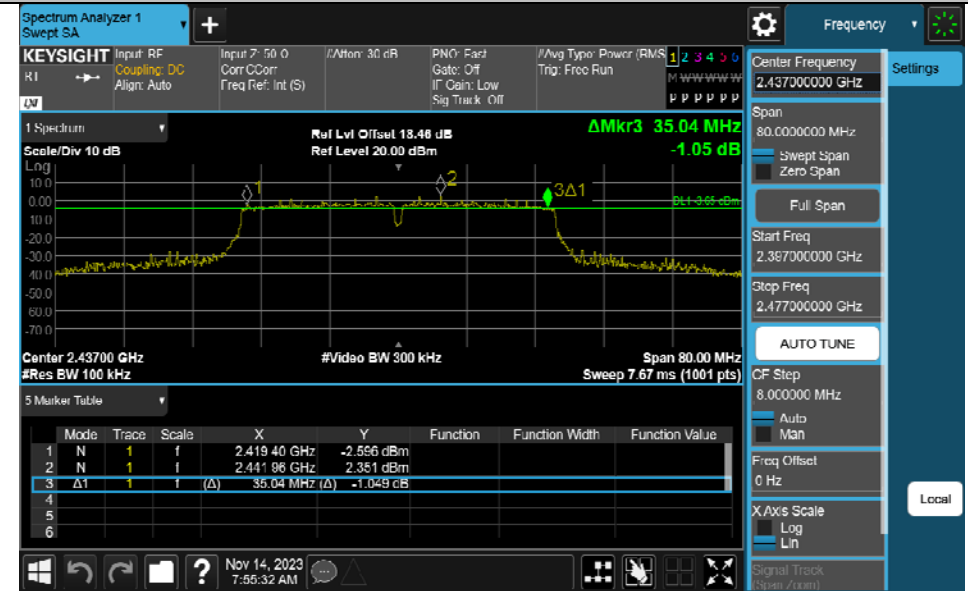 Spectrum Analyzer 1
Swept SA
+
Frequency
KEYSIGHT
Input: RF
Coupling: DC
Align: Auto
Input Z: 50 Ω
Corr CCorr
Freq Ref: Int (S)
#Atten: 30 dB
PNO: Fast
Gate: Off
IF Gain: Low
Sig Track: Off
#Avg Type: Power (RMS
Trig: Free Run
1 2 3 4 5 6
M W W W W W
P P P P P P
Center Frequency
2.437000000 GHz
Settings
Span
80.0000000 MHz
Swept Span
Zero Span
Full Span
Start Freq
2.397000000 GHz
Stop Freq
2.477000000 GHz
AUTO TUNE
CF Step
8.000000 MHz
Auto
Man
Freq Offset
0 Hz
X Axis Scale
Log
Lin
Signal Track
(Span Zoom)
Local
1 Spectrum
Scale/Div 10 dB
Log
Ref Lvl Offset 18.46 dB
Ref Level 20.00 dBm
ΔMkr3 35.04 MHz
-1.05 dB
10.0
0.00
-20.0
-30.0
-50.0
-70.0
1
2
3Δ1
Center 2.43700 GHz
#Res BW 100 kHz
#Video BW 300 kHz
Span 80.00 MHz
Sweep 7.67 ms (1001 pts)
5 Marker Table
Mode Trace Scale X Y Function Function Width Function Value
1 N 1 f 2.419 40 GHz -2.596 dBm
2 N 1 f 2.441 96 GHz 2.351 dBm
3 Δ1 1 f (Δ) 35.04 MHz (Δ) -1.049 dB
4
5
6
?
Nov 14, 2023
7:55:32 AM